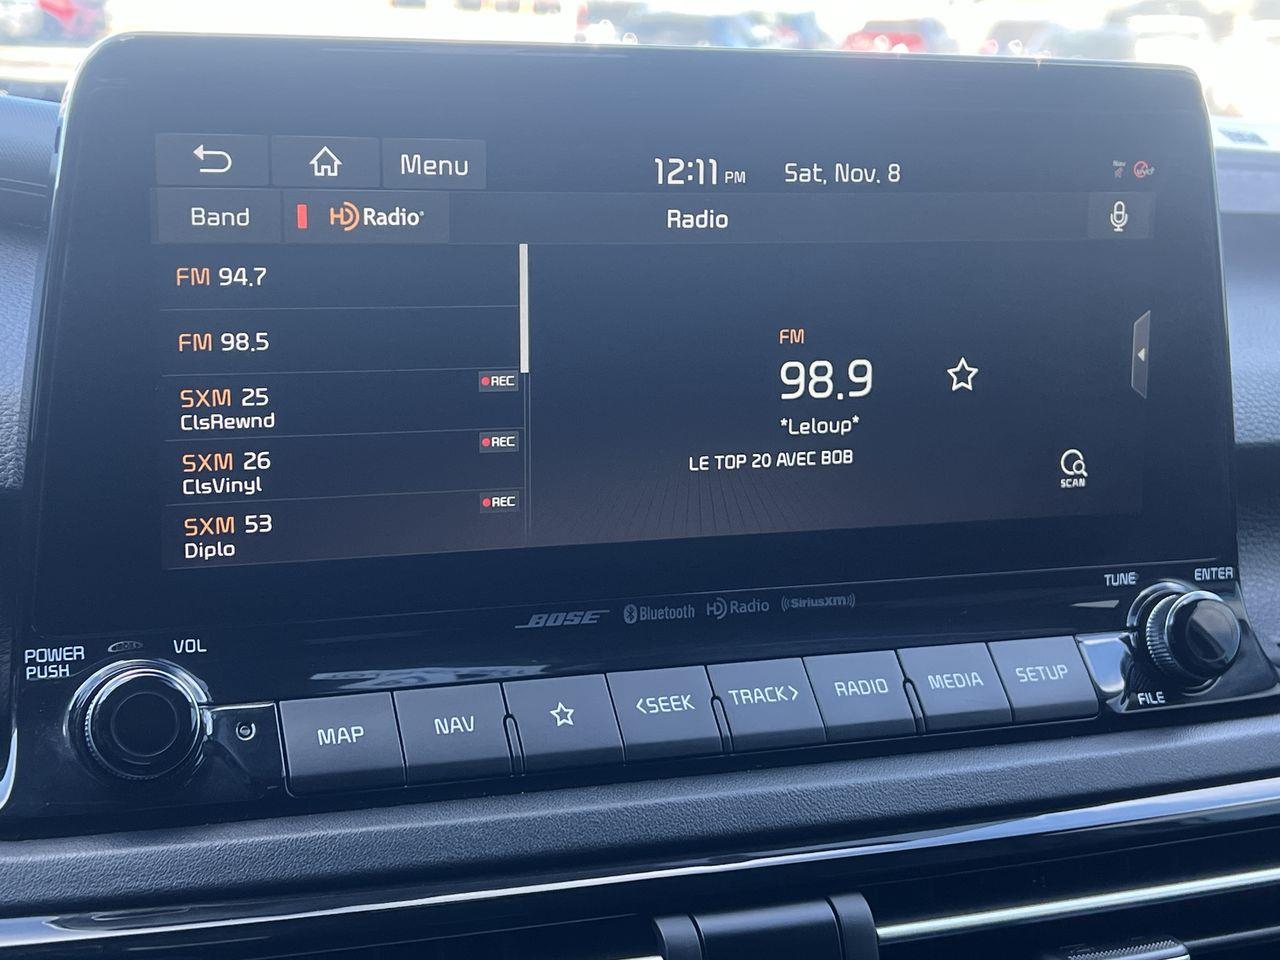 Menu
12:11 PM Sat, Nov. 8
Band HD Radio® Radio
FM 94.7
FM 98.5
SXM 25 REC
ClsRewnd
SXM 26 REC
ClsVinyl
SXM 53 REC
Diplo
FM
98.9
*Leloup*
LE TOP 20 AVEC BOB
SCAN
BOSE Bluetooth HD Radio ((SiriusXM))
POWER
PUSH
VOL
MAP
NAV
<SEEK
TRACK>
RADIO
MEDIA
SETUP
TUNE
ENTER
FILE